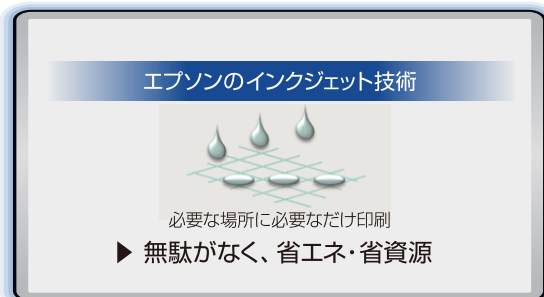 エプソンのインクジェット技術
必要な場所に必要なだけ印刷
▶ 無駄がなく、省エネ・省資源